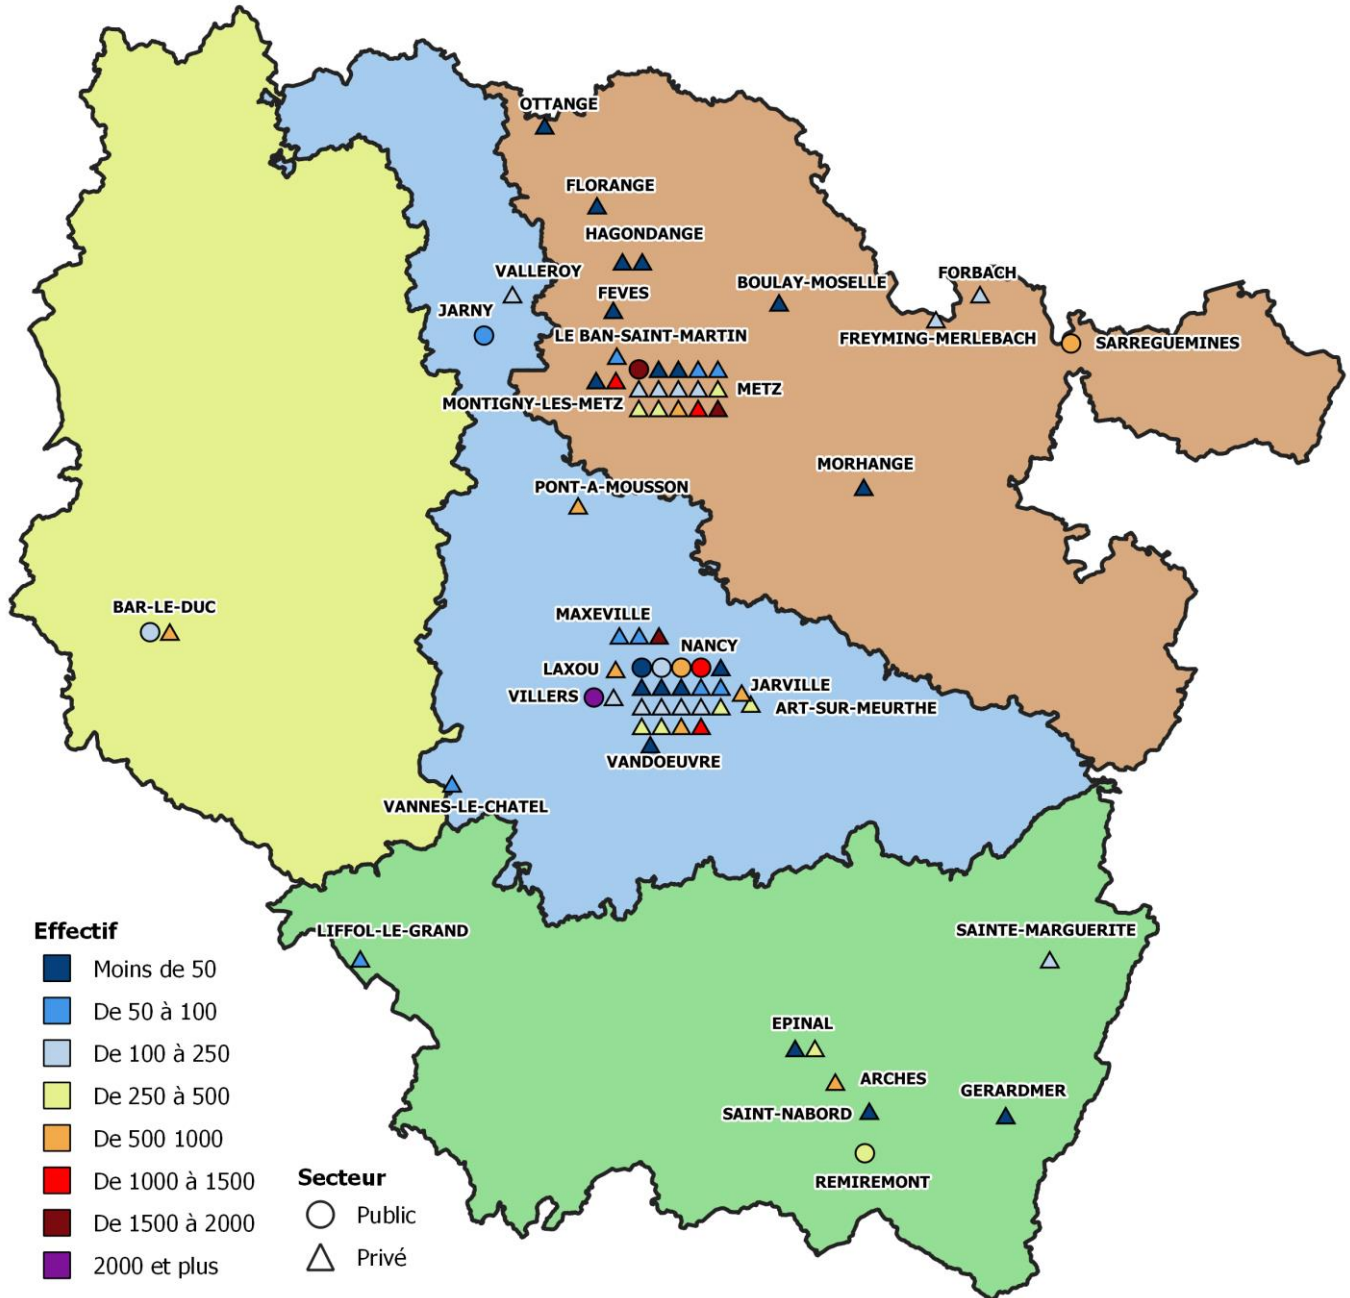 OTTANGE
FLORANGE
HAGONDANGE
VALLEROY
FORBACH
BOULAY-MOSELLE
FEVES
JARNY
LE BAN-SAINT-MARTIN
FREYMING-MERLEBACH
SARREGUEMINES
METZ
MONTIGNY-LES-METZ
MORHANGE
PONT-A-MOUSSON
BAR-LE-DUC
MAXEVILLE
NANCY
LAXOU
JARVILLE
VILLERS
ART-SUR-MEURTHE
VANDOEUVRE
VANNES-LE-CHATEL
LIFFOL-LE-GRAND
SAINTE-MARGUERITE
EPINAL
ARCHES
GERARDMER
SAINT-NABORD
REMIREMONT
Effectif
Moins de 50
De 50 à 100
De 100 à 250
De 250 à 500
De 500 1000
De 1000 à 1500
De 1500 à 2000
2000 et plus
Secteur
Public
Privé